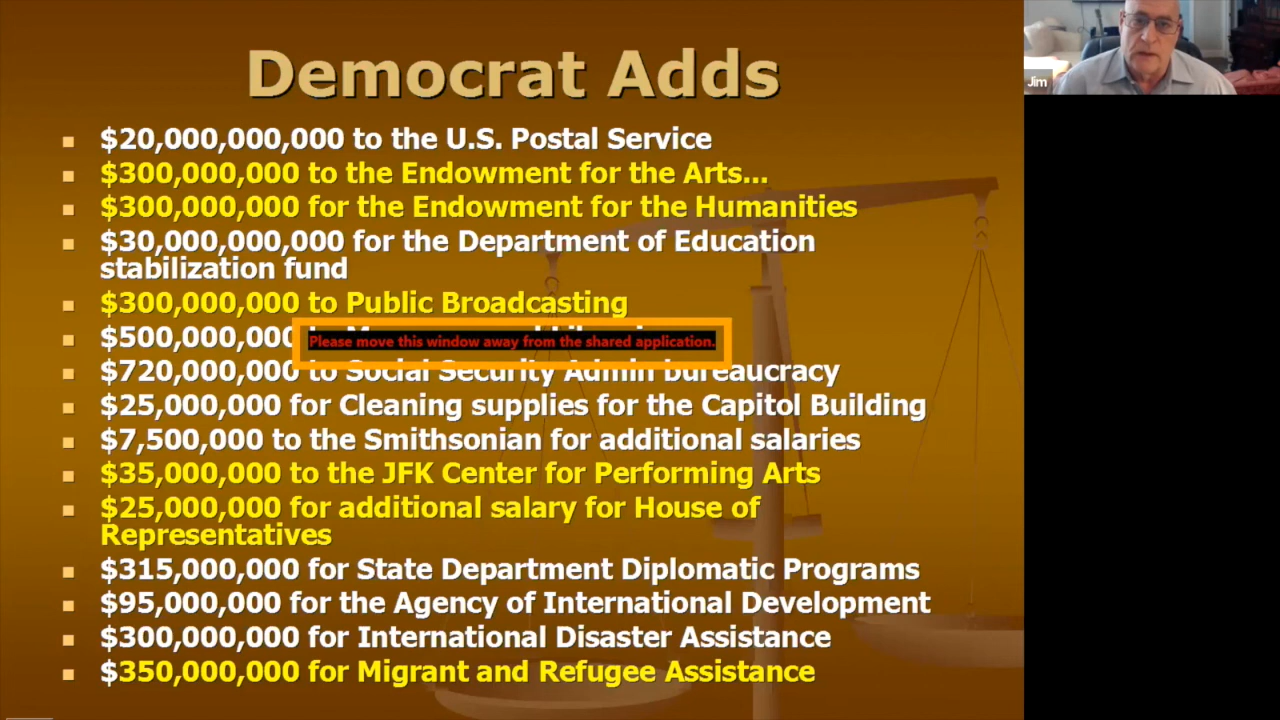 Democrat Adds
$20,000,000,000 to the U.S. Postal Service
$300,000,000 to the Endowment for the Arts...
$300,000,000 for the Endowment for the Humanities
$30,000,000,000 for the Department of Education
stabilization fund
$300,000,000 to Public Broadcasting
$500,000,000 to
Please move this window away from the shared application.
$720,000,000 to Social Security Admin bureaucracy
$25,000,000 for Cleaning supplies for the Capitol Building
$7,500,000 to the Smithsonian for additional salaries
$35,000,000 to the JFK Center for Performing Arts
$25,000,000 for additional salary for House of
Representatives
$315,000,000 for State Department Diplomatic Programs
$95,000,000 for the Agency of International Development
$300,000,000 for International Disaster Assistance
$350,000,000 for Migrant and Refugee Assistance
Jim